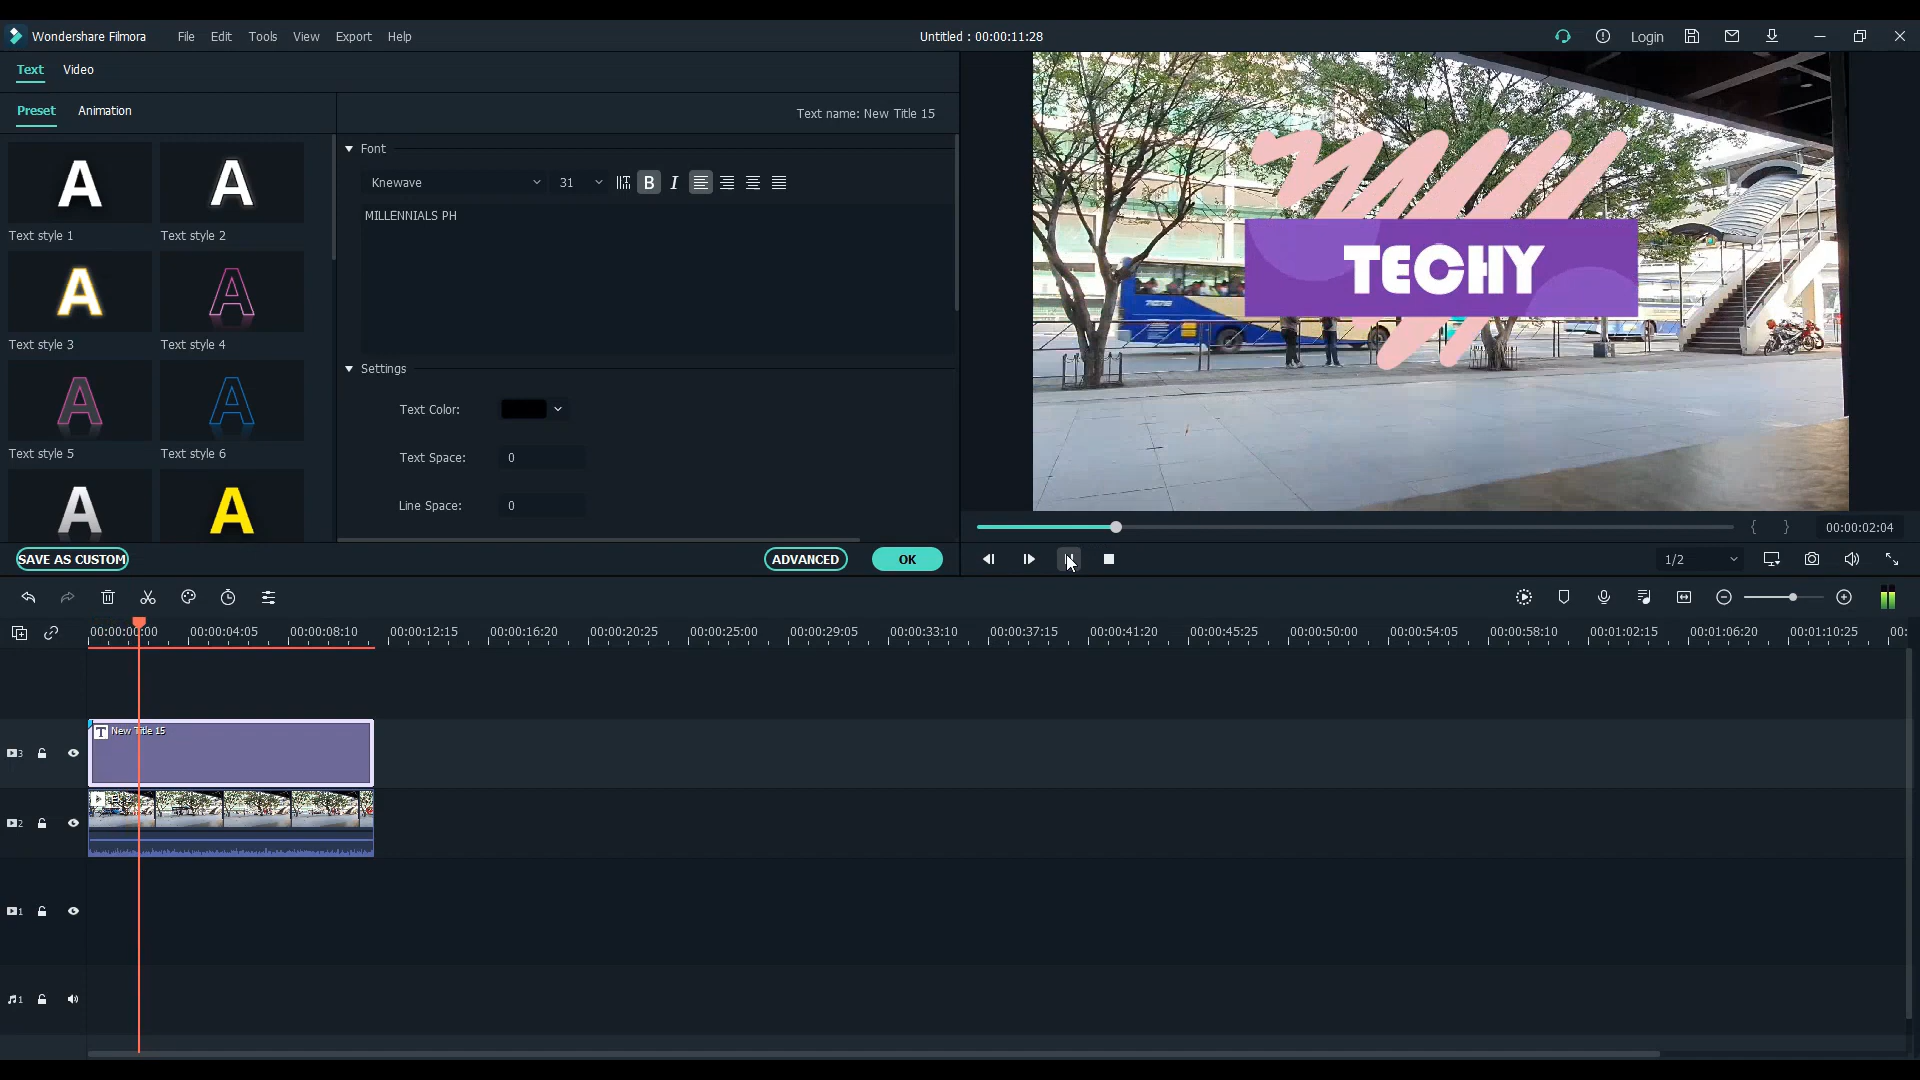 Wondershare Filmora File Edit Tools View Export Help
Untitled : 00:00:11:28
Login
Text Video
Preset Animation
Text name: New Title 15
Font
Knewave 31 B I
MILLENNIALS PH
A A
Text style 1 Text style 2
A A
Text style 3 Text style 4
A A
Text style 5 Text style 6
A A
Settings
Text Color:
Text Space: 0
Line Space: 0
SAVE AS CUSTOM ADVANCED OK
TECHY
{ } 00:00:02:04
1/2
00:00:00:00 00:00:04:05 00:00:08:10 00:00:12:15 00:00:16:20 00:00:20:25 00:00:25:00 00:00:29:05 00:00:33:10 00:00:37:15 00:00:41:20 00:00:45:25 00:00:50:00 00:00:54:05 00:00:58:10 00:01:02:15 00:01:06:20 00:01:10:25 00:
T New Title 15
3
2
1
1